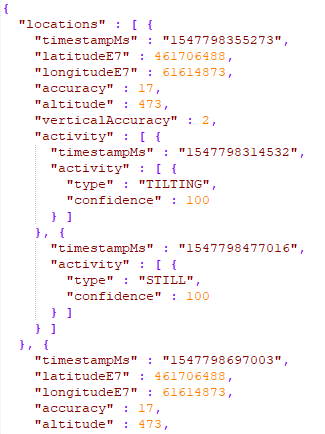 {
"locations" : [ {
"timestampMs" : "1547798355273",
"latitudeE7" : 461706488,
"longitudeE7" : 61614873,
"accuracy" : 17,
"altitude" : 473,
"verticalAccuracy" : 2,
"activity" : [ {
"timestampMs" : "1547798314532",
"activity" : [ {
"type" : "TILTING",
"confidence" : 100
} ]
}, {
"timestampMs" : "1547798477016",
"activity" : [ {
"type" : "STILL",
"confidence" : 100
} ]
} ]
}, {
"timestampMs" : "1547798697003",
"latitudeE7" : 461706488,
"longitudeE7" : 61614873,
"accuracy" : 17,
"altitude" : 473,